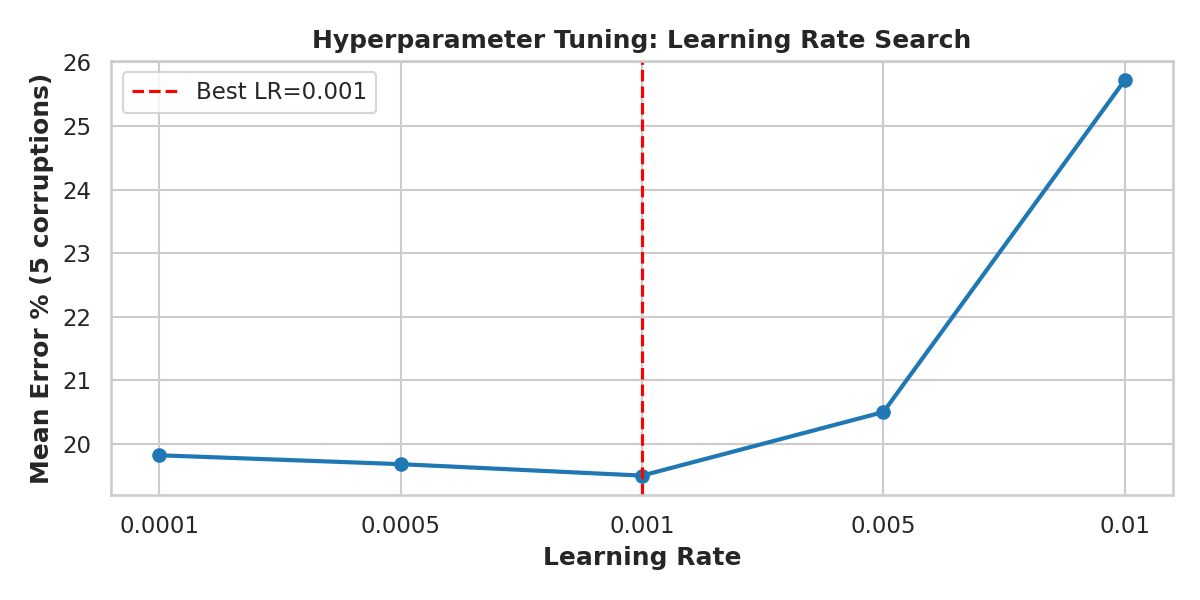 Hyperparameter Tuning: Learning Rate Search
Best LR=0.001
Mean Error % (5 corruptions)
26
25
24
23
22
21
20
0.0001 0.0005 0.001 0.005 0.01
Learning Rate